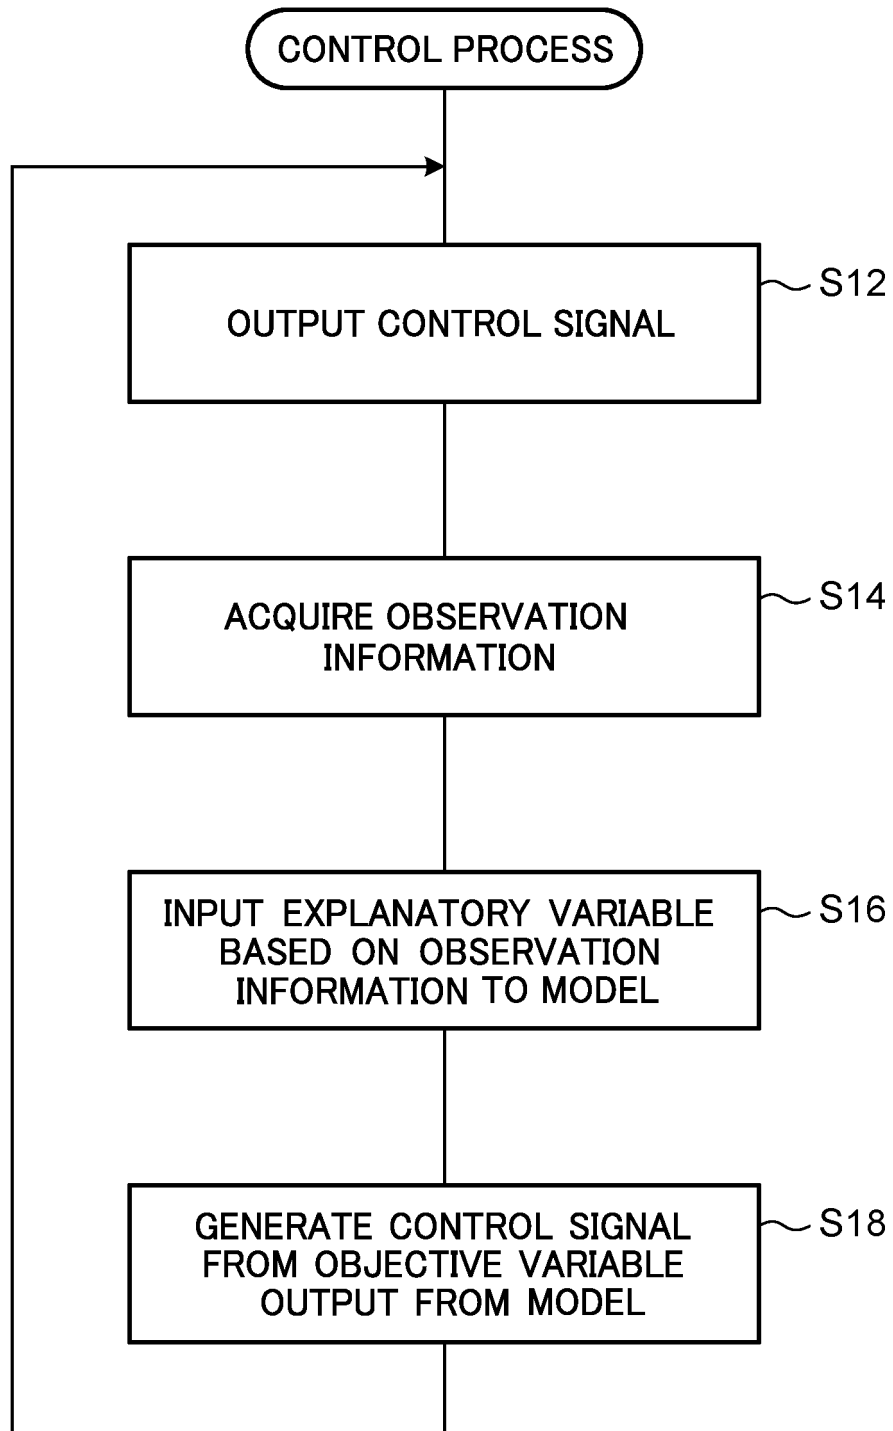 CONTROL PROCESS
OUTPUT CONTROL SIGNAL
S12
ACQUIRE OBSERVATION
INFORMATION
S14
INPUT EXPLANATORY VARIABLE
BASED ON OBSERVATION
INFORMATION TO MODEL
S16
GENERATE CONTROL SIGNAL
FROM OBJECTIVE VARIABLE
OUTPUT FROM MODEL
S18